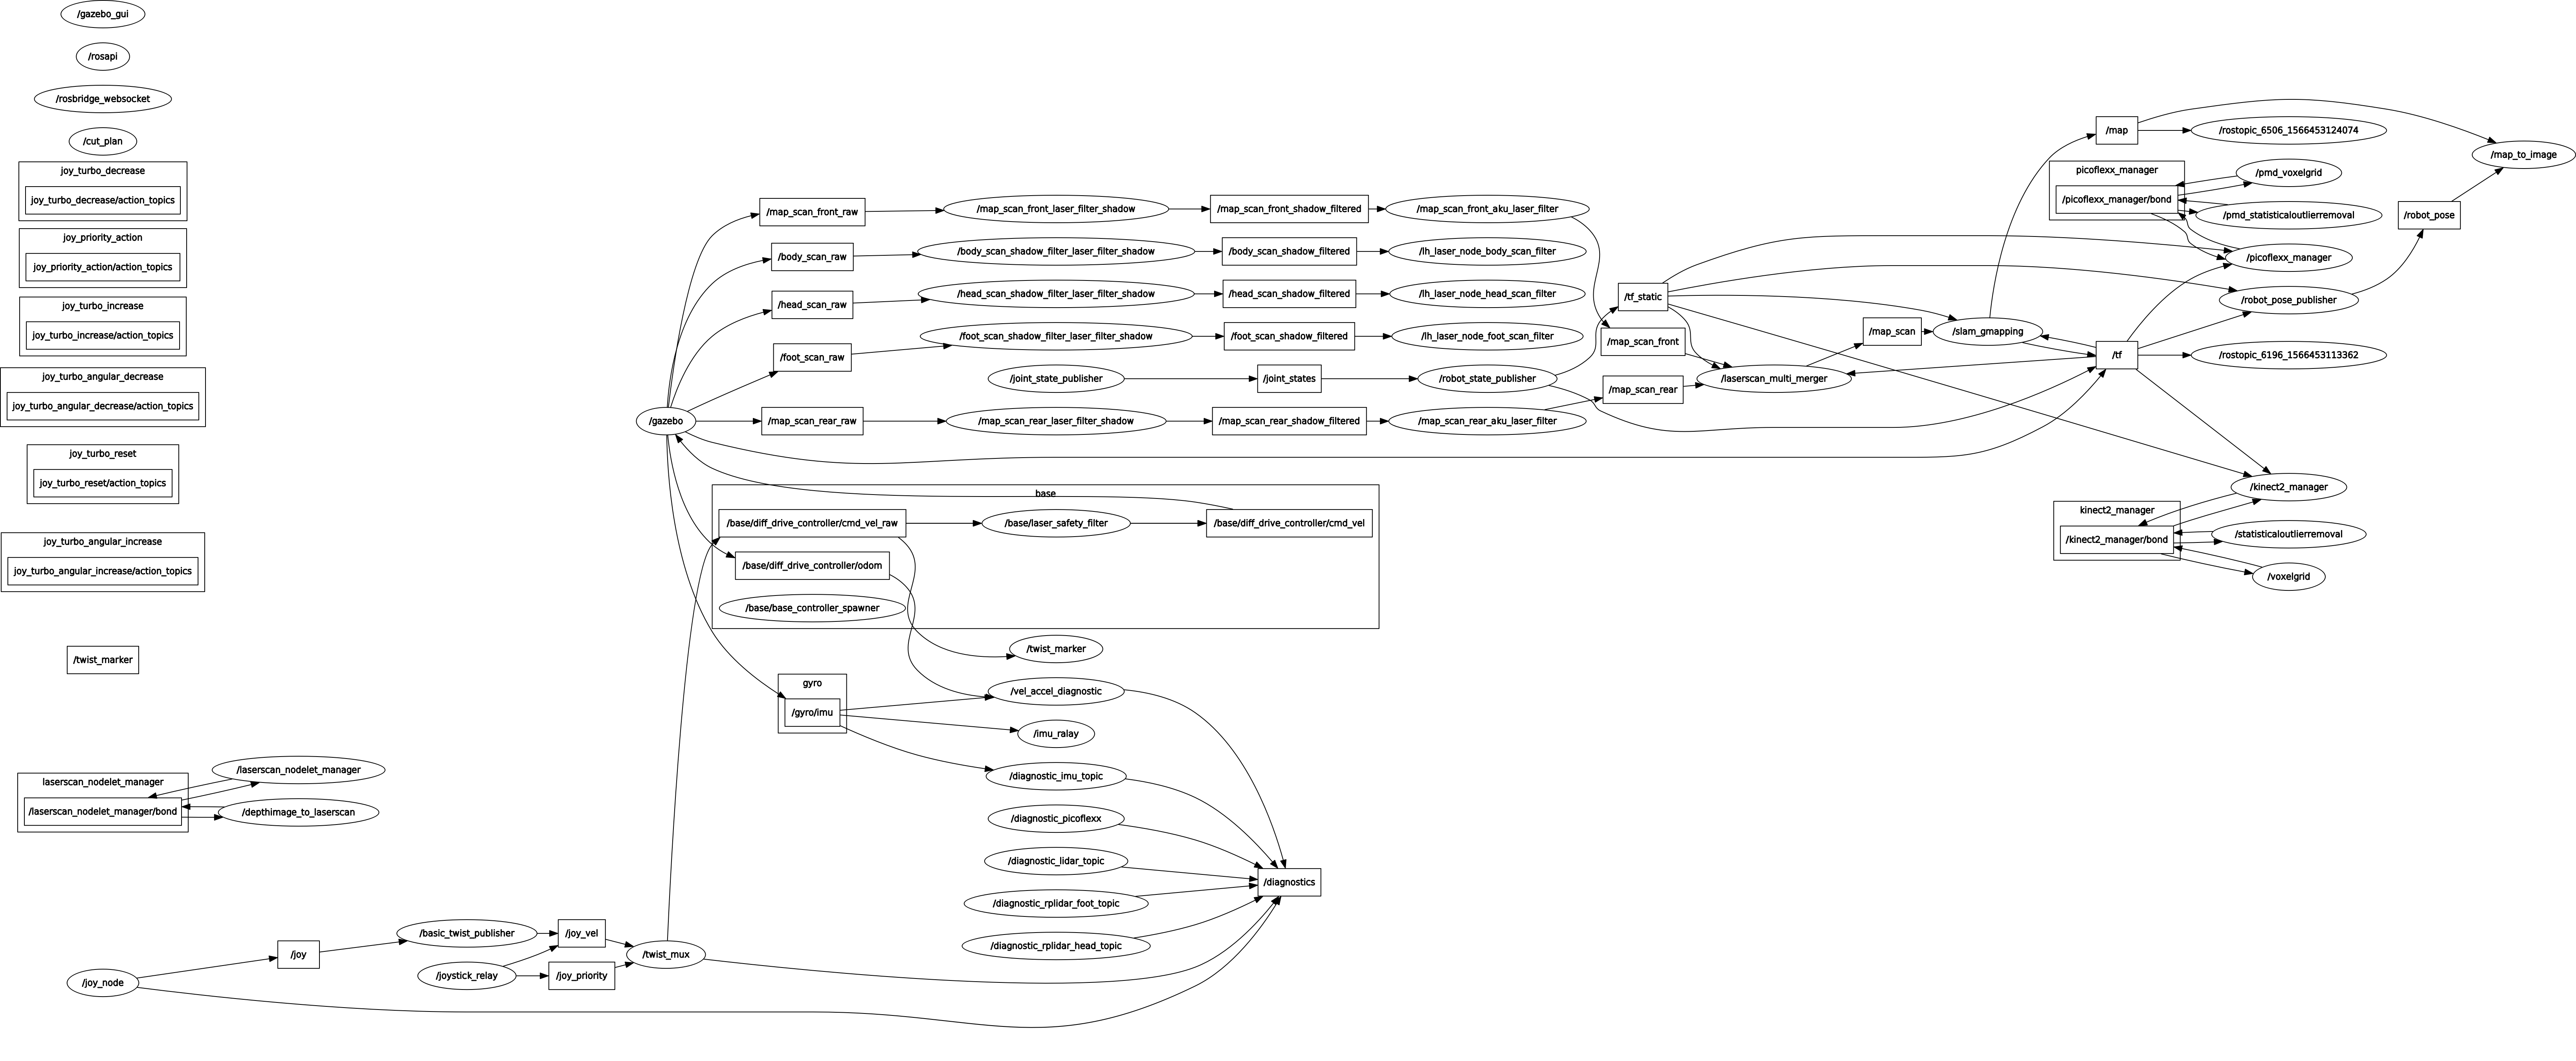 /gazebo_gui
/rosapi
/rosbridge_websocket
/cut_plan
joy_turbo_decrease
joy_turbo_decrease/action_topics
joy_priority_action
joy_priority_action/action_topics
joy_turbo_increase
joy_turbo_increase/action_topics
joy_turbo_angular_decrease
joy_turbo_angular_decrease/action_topics
joy_turbo_reset
joy_turbo_reset/action_topics
joy_turbo_angular_increase
joy_turbo_angular_increase/action_topics
/twist_marker
laserscan_nodelet_manager
/laserscan_nodelet_manager/bond
/laserscan_nodelet_manager
/depthimage_to_laserscan
/joy_node
/joy
/basic_twist_publisher
/joystick_relay
/joy_vel
/joy_priority
/twist_mux
/gazebo
/map_scan_front_raw
/body_scan_raw
/head_scan_raw
/foot_scan_raw
/map_scan_rear_raw
/map_scan_front_laser_filter_shadow
/body_scan_shadow_filter_laser_filter_shadow
/head_scan_shadow_filter_laser_filter_shadow
/foot_scan_shadow_filter_laser_filter_shadow
/joint_state_publisher
/map_scan_rear_laser_filter_shadow
/map_scan_front_shadow_filtered
/body_scan_shadow_filtered
/head_scan_shadow_filtered
/foot_scan_shadow_filtered
/joint_states
/map_scan_rear_shadow_filtered
/map_scan_front_aku_laser_filter
/lh_laser_node_body_scan_filter
/lh_laser_node_head_scan_filter
/lh_laser_node_foot_scan_filter
/robot_state_publisher
/map_scan_rear_aku_laser_filter
base
/base/diff_drive_controller/cmd_vel_raw
/base/laser_safety_filter
/base/diff_drive_controller/cmd_vel
/base/diff_drive_controller/odom
/base/base_controller_spawner
gyro
/gyro/imu
/twist_marker
/vel_accel_diagnostic
/imu_ralay
/diagnostic_imu_topic
/diagnostic_picoflexx
/diagnostic_lidar_topic
/diagnostic_rplidar_foot_topic
/diagnostic_rplidar_head_topic
/diagnostics
/tf_static
/map_scan_front
/map_scan_rear
/laserscan_multi_merger
/map_scan
/slam_gmapping
/map
picoflexx_manager
/picoflexx_manager/bond
/tf
kinect2_manager
/kinect2_manager/bond
/rostopic_6506_1566453124074
/pmd_voxelgrid
/pmd_statisticaloutlierremoval
/picoflexx_manager
/robot_pose_publisher
/rostopic_6196_1566453113362
/kinect2_manager
/statisticaloutlierremoval
/voxelgrid
/robot_pose
/map_to_image